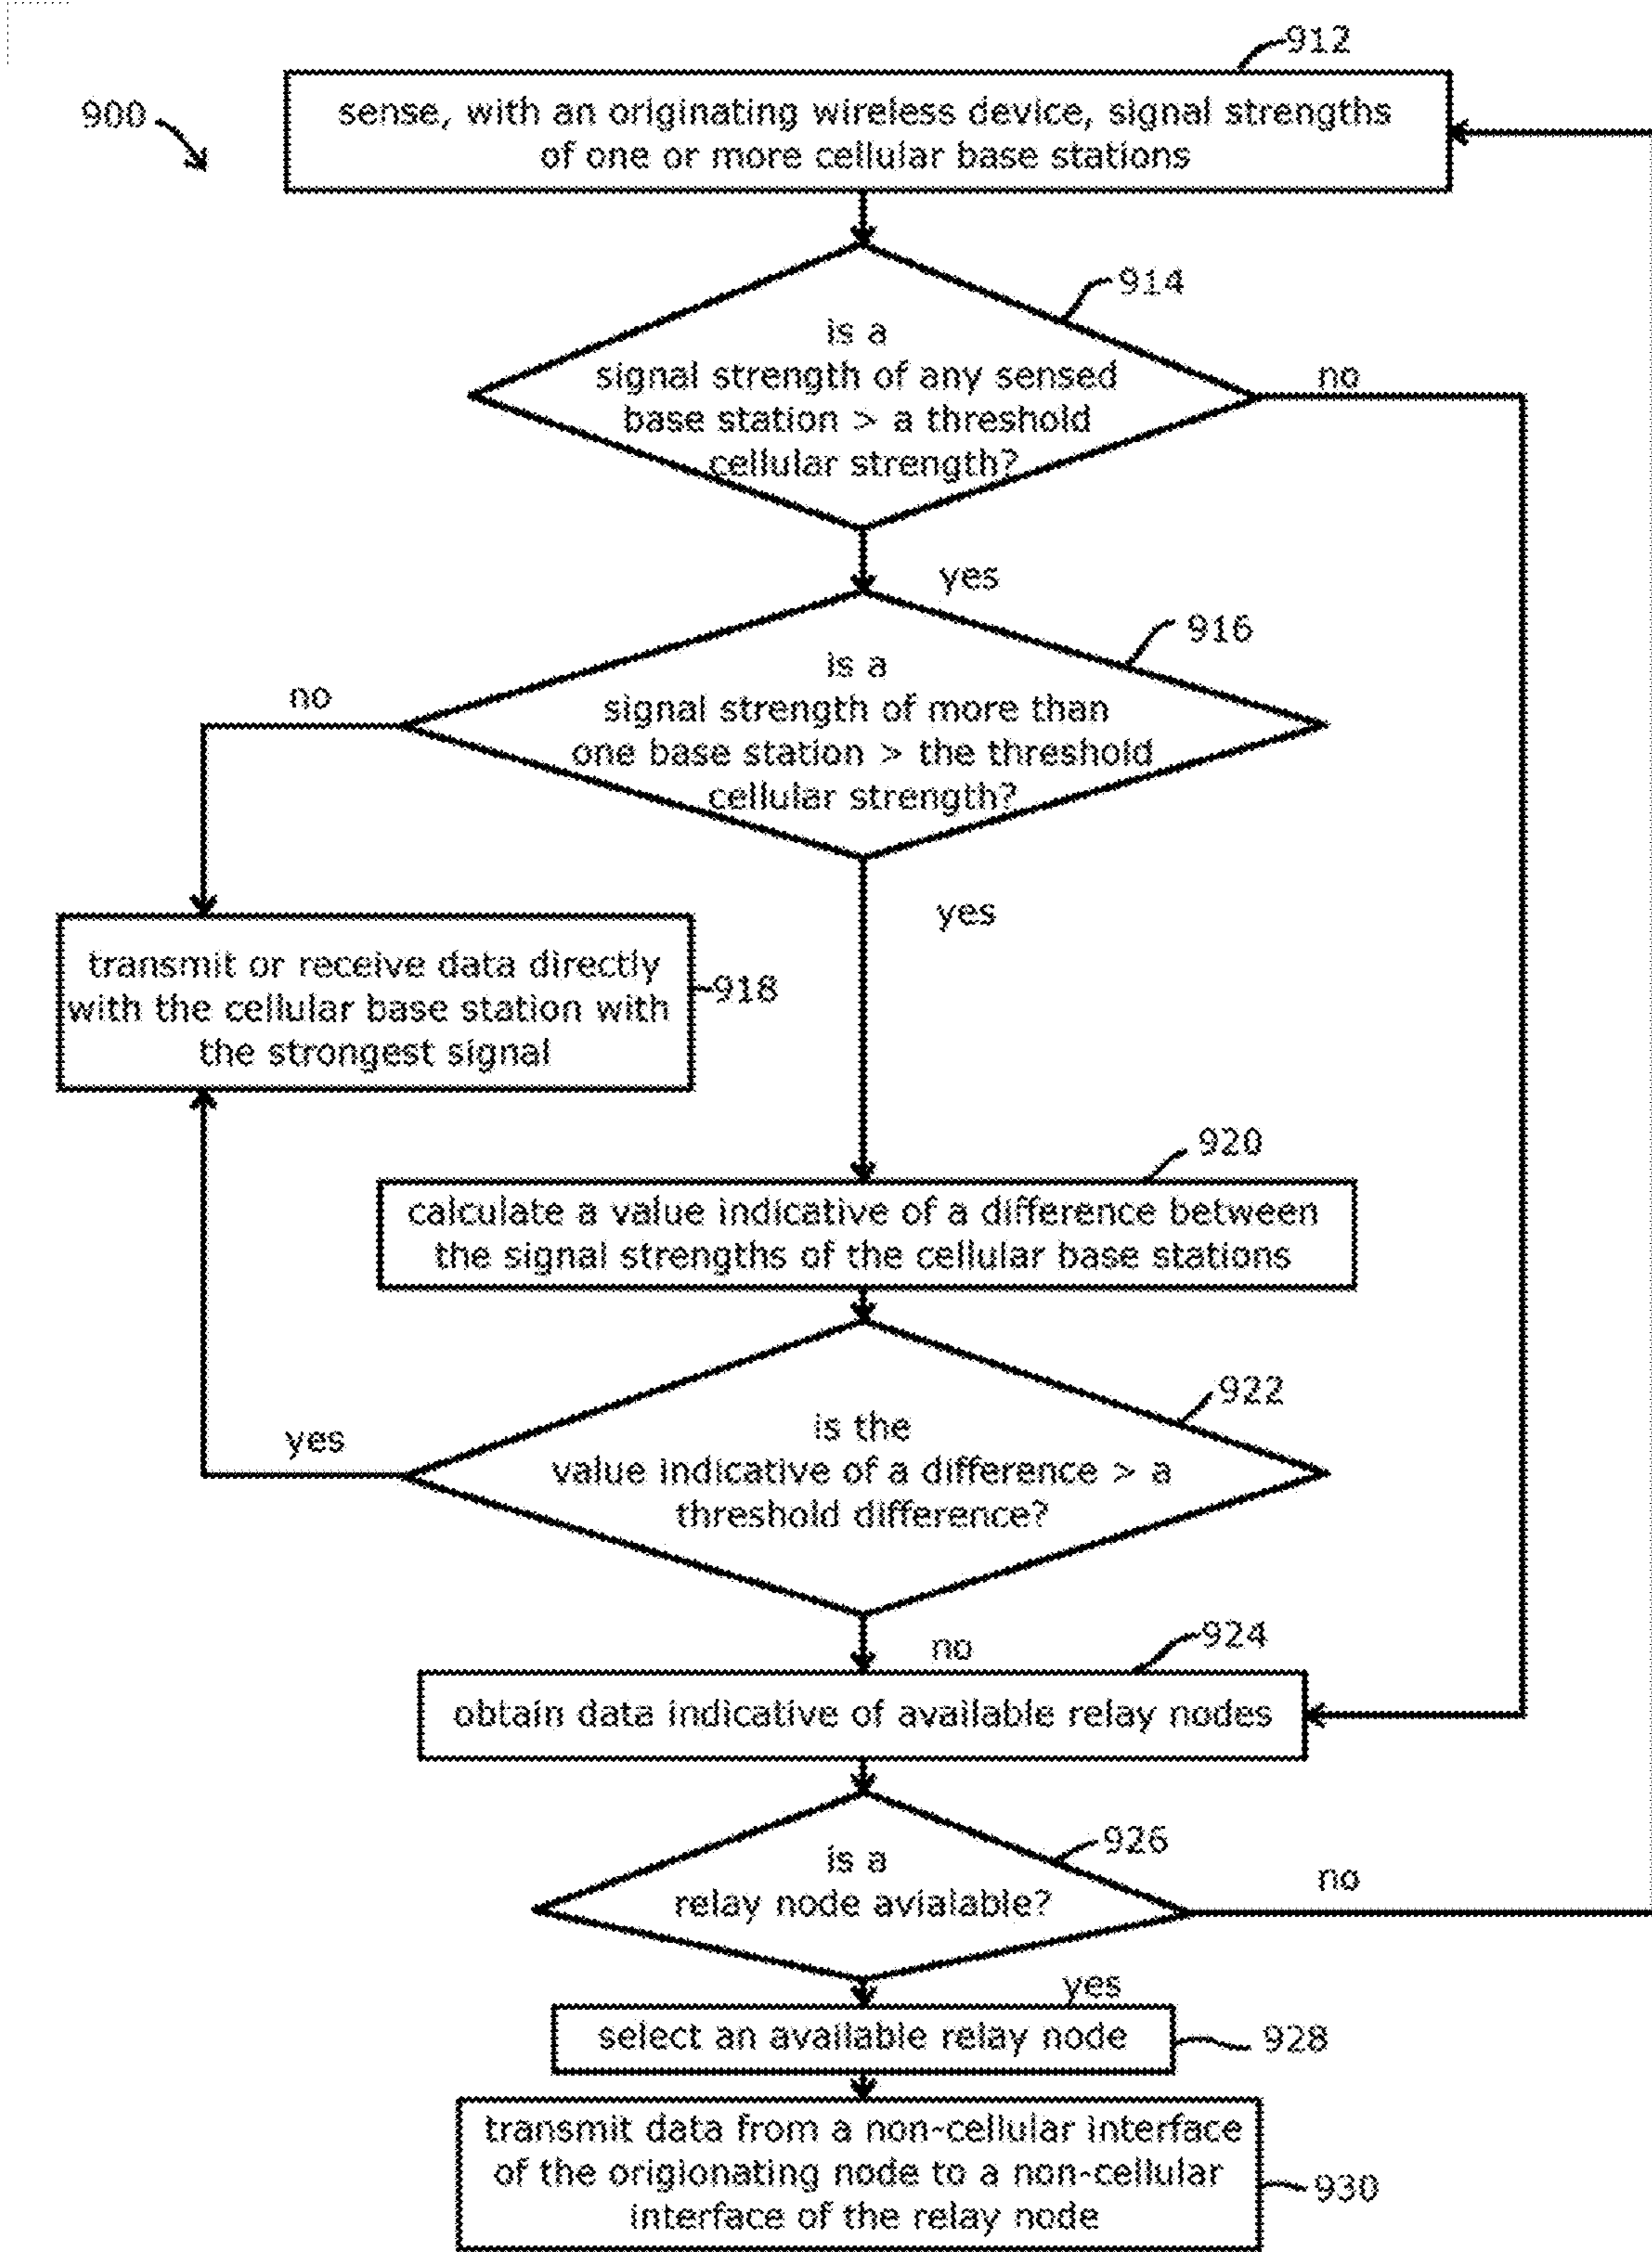 912
900
sense, with an originating wireless device, signal strengths
of one or more cellular base stations
914
is a
signal strength of any sensed
base station > a threshold
cellular strength?
no
yes
916
is a
signal strength of more than
one base station > the threshold
cellular strength?
no
yes
transmit or receive data directly
with the cellular base station with
the strongest signal
918
920
calculate a value indicative of a difference between
the signal strengths of the cellular base stations
922
is the
value indicative of a difference > a
threshold difference?
yes
no
924
obtain data indicative of available relay nodes
926
is a
relay node avialable?
no
yes
select an available relay node
928
transmit data from a non-cellular interface
of the origionating node to a non-cellular
interface of the relay node
930